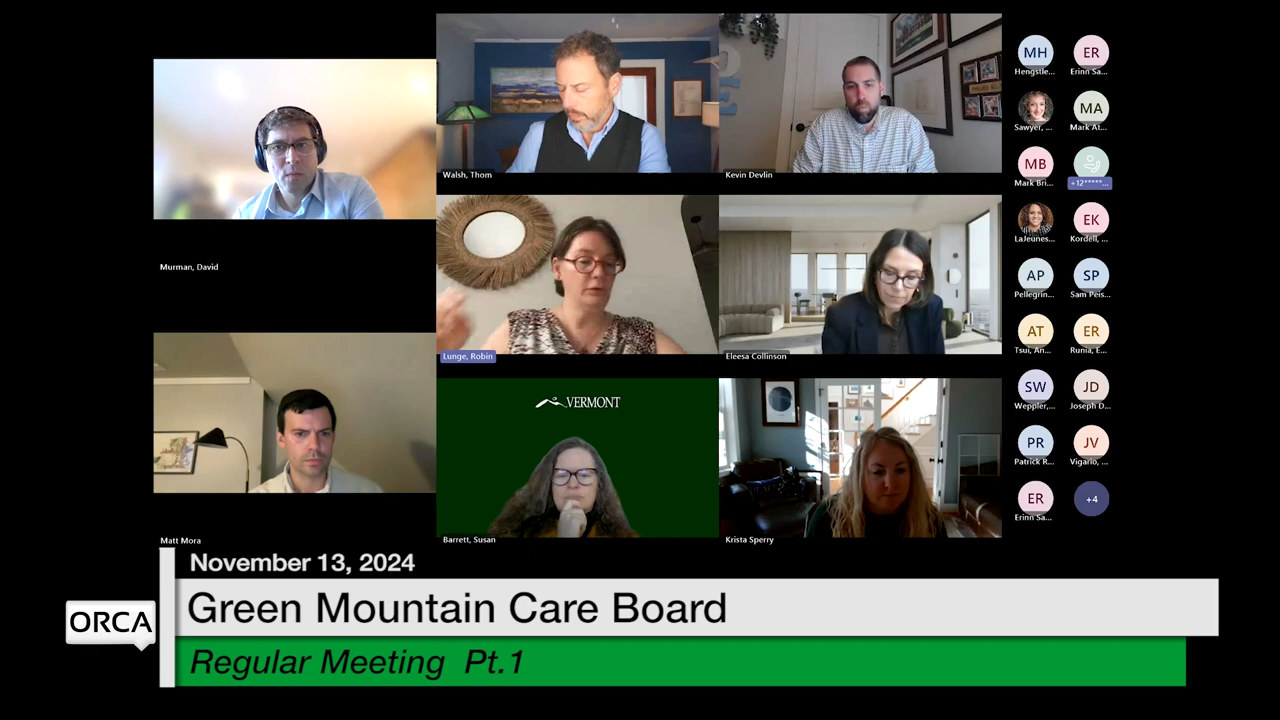 Murman, David
Walsh, Thom
Kevin Devlin
Lunge, Robin
Eleesa Collinson
Matt Mora
VERMONT
Barrett, Susan
Krista Sperry
MH
Hengstle...
ER
Erinn Sa...
Sawyer, ...
MA
Mark At...
MB
Mark Bri...
+12*****...
LaJeunes...
EK
Kordell, ...
AP
Pellegrin...
SP
Sam Peis...
AT
Tsui, An...
ER
Runia, E...
SW
Weppler,...
JD
Joseph D...
PR
Patrick R...
JV
Vigario, ...
ER
Erinn Sa...
+4
November 13, 2024
ORCA
Green Mountain Care Board
Regular Meeting Pt.1